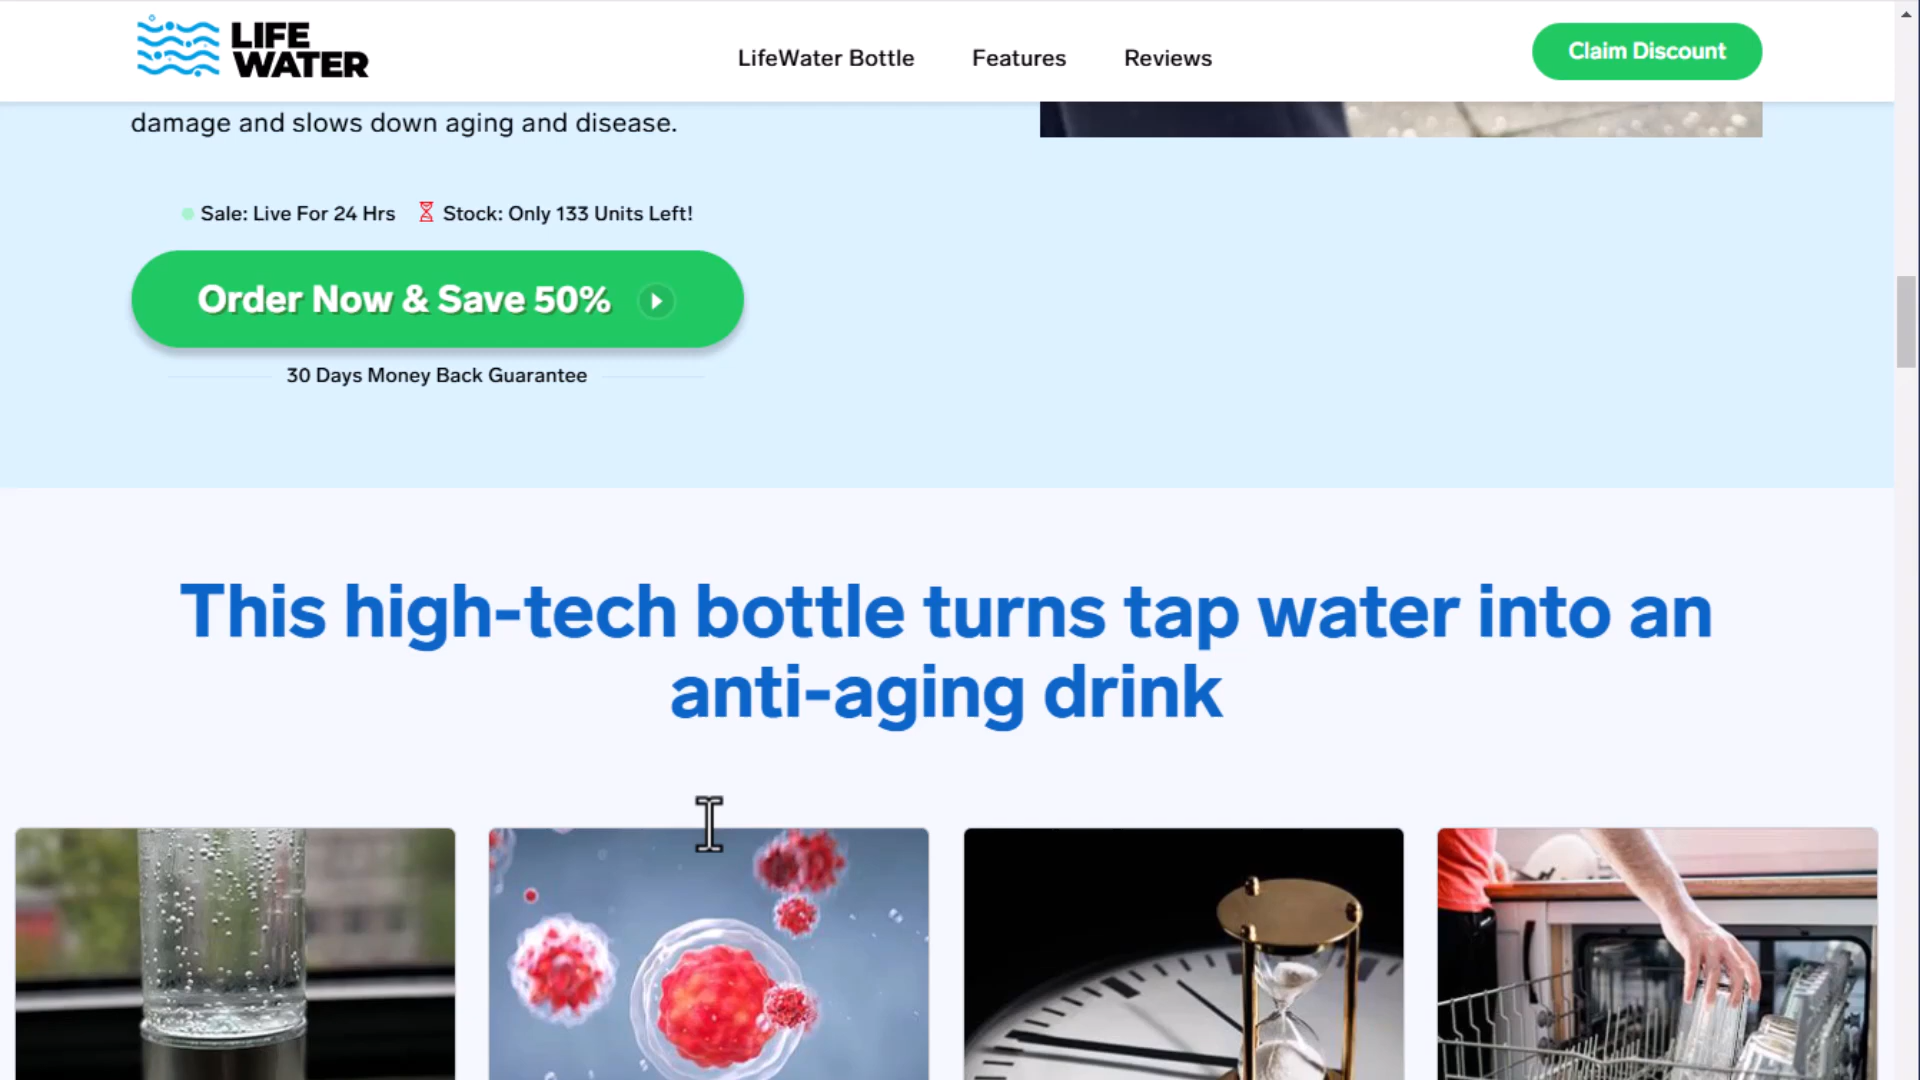 LIFE
WATER
LifeWater Bottle
Features
Reviews
Claim Discount
damage and slows down aging and disease.
Sale: Live For 24 Hrs
Stock: Only 133 Units Left!
Order Now & Save 50%
30 Days Money Back Guarantee
This high-tech bottle turns tap water into an
anti-aging drink